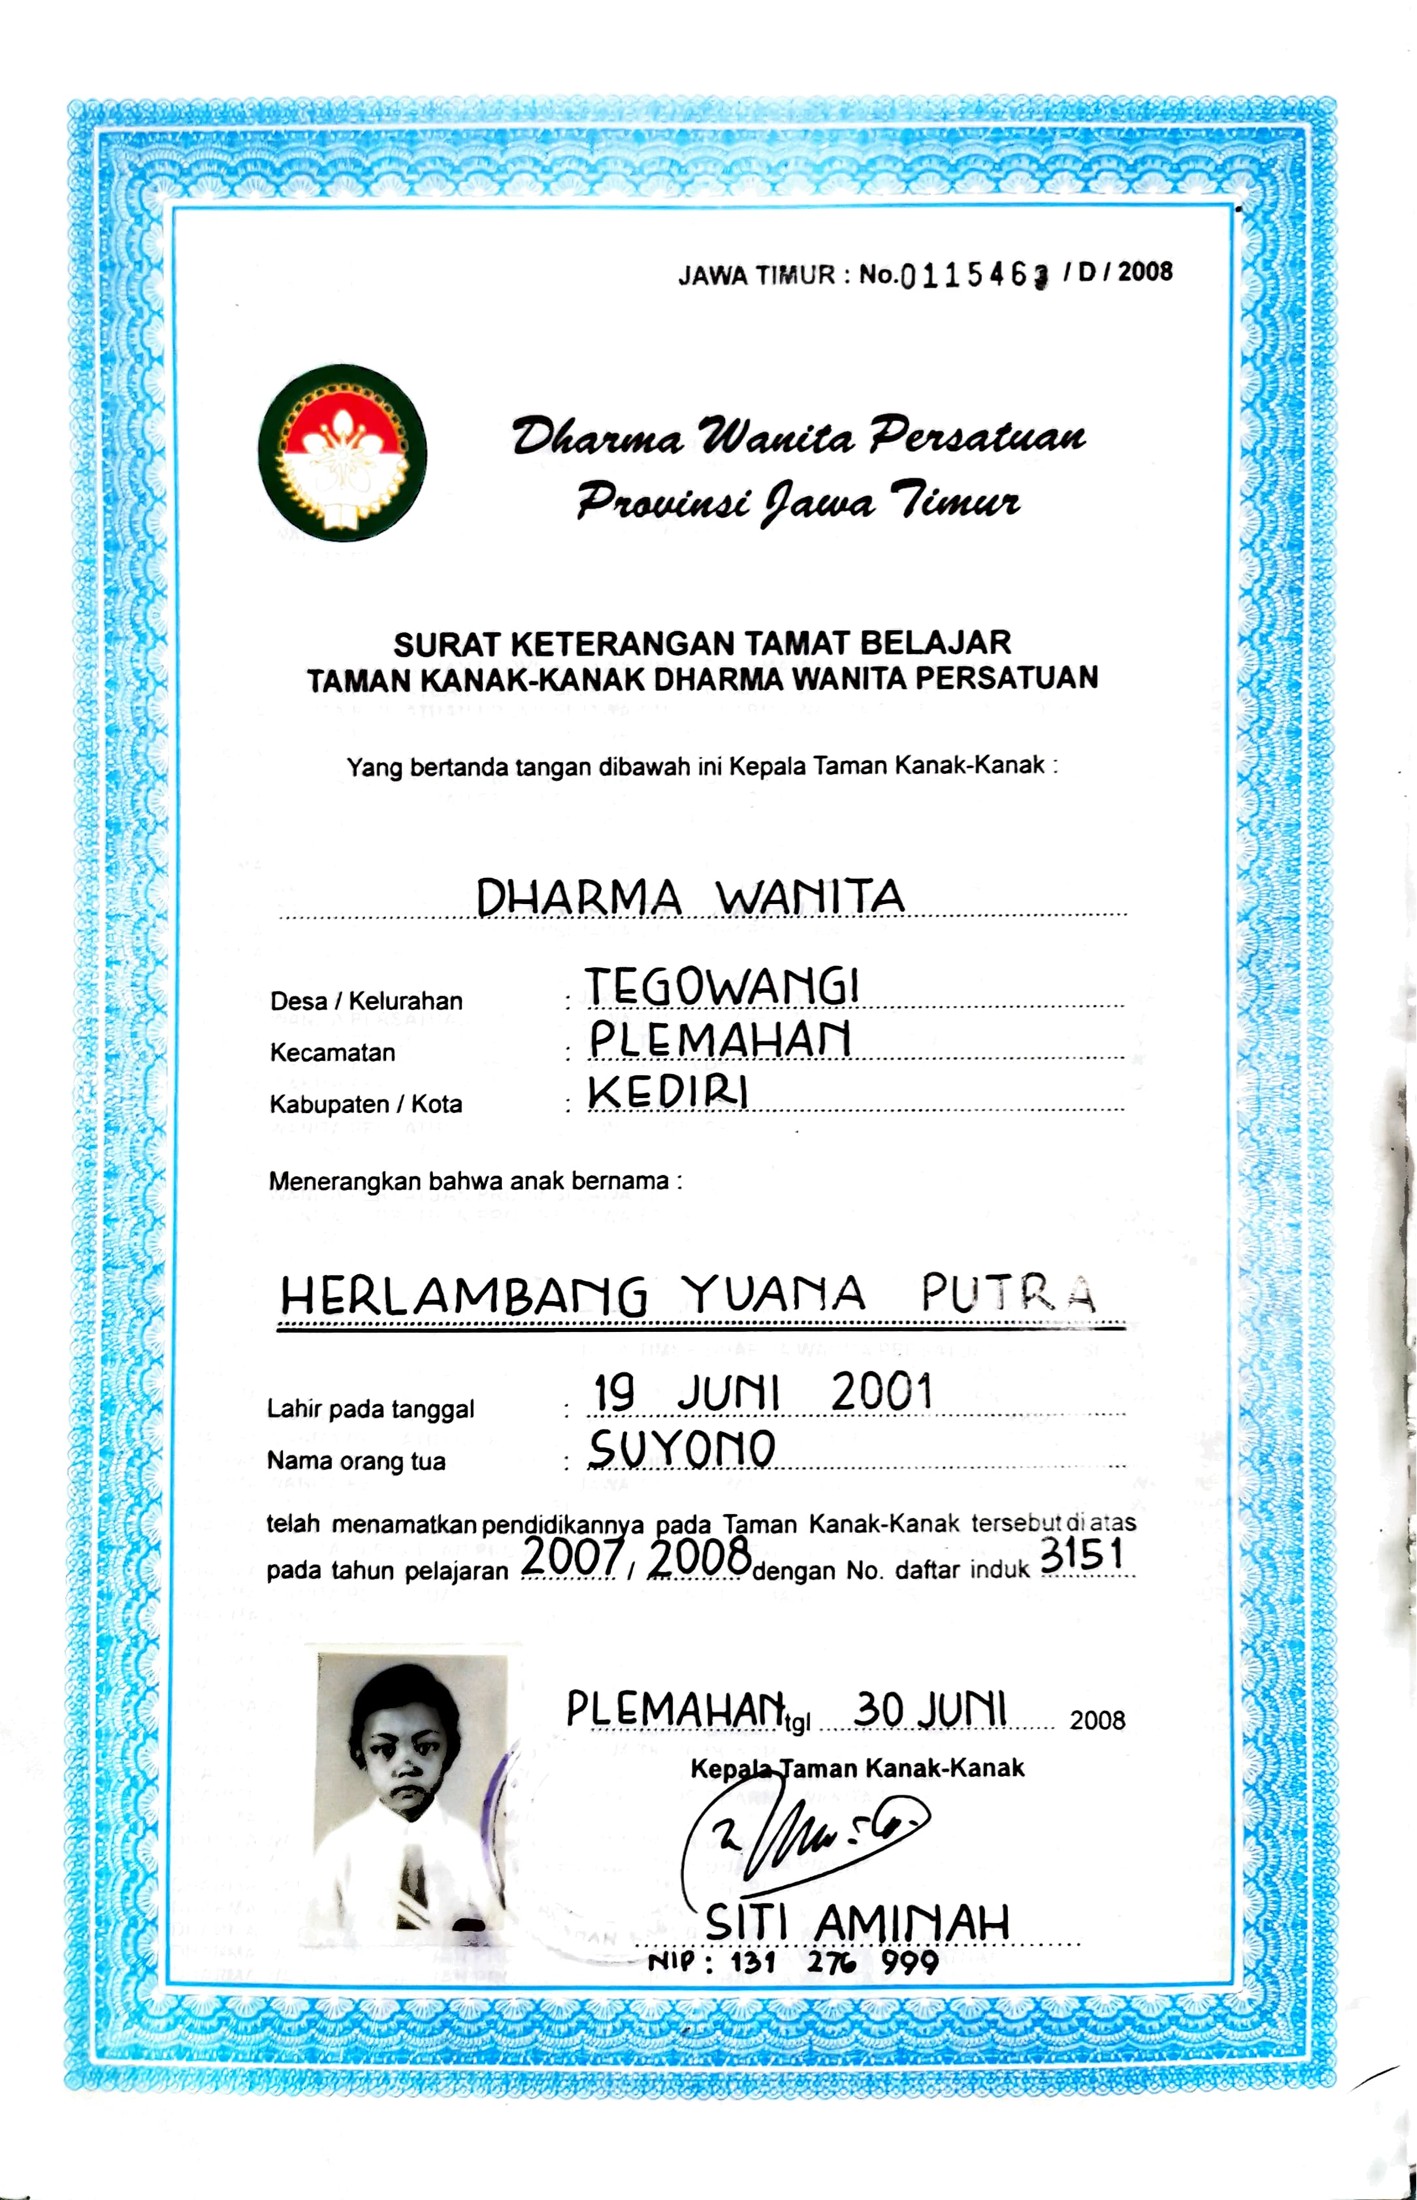 JAWA TIMUR : No. 0115463 / D / 2008
Dharma Wanita Persatuan
Provinsi Jawa Timur
SURAT KETERANGAN TAMAT BELAJAR
TAMAN KANAK-KANAK DHARMA WANITA PERSATUAN
Yang bertanda tangan dibawah ini Kepala Taman Kanak-Kanak :
DHARMA WANITA
Desa / Kelurahan : TEGOWANGI
Kecamatan : PLEMAHAN
Kabupaten / Kota : KEDIRI
Menerangkan bahwa anak bernama :
HERLAMBANG YUANA PUTRA
Lahir pada tanggal : 19 JUNI 2001
Nama orang tua : SUYONO
telah menamatkan pendidikannya pada Taman Kanak-Kanak tersebut di atas
pada tahun pelajaran 2007 / 2008 dengan No. daftar induk 3151
PLEMAHAN tgl 30 JUNI 2008
Kepala Taman Kanak-Kanak
SITI AMINAH
NIP : 131 276 999